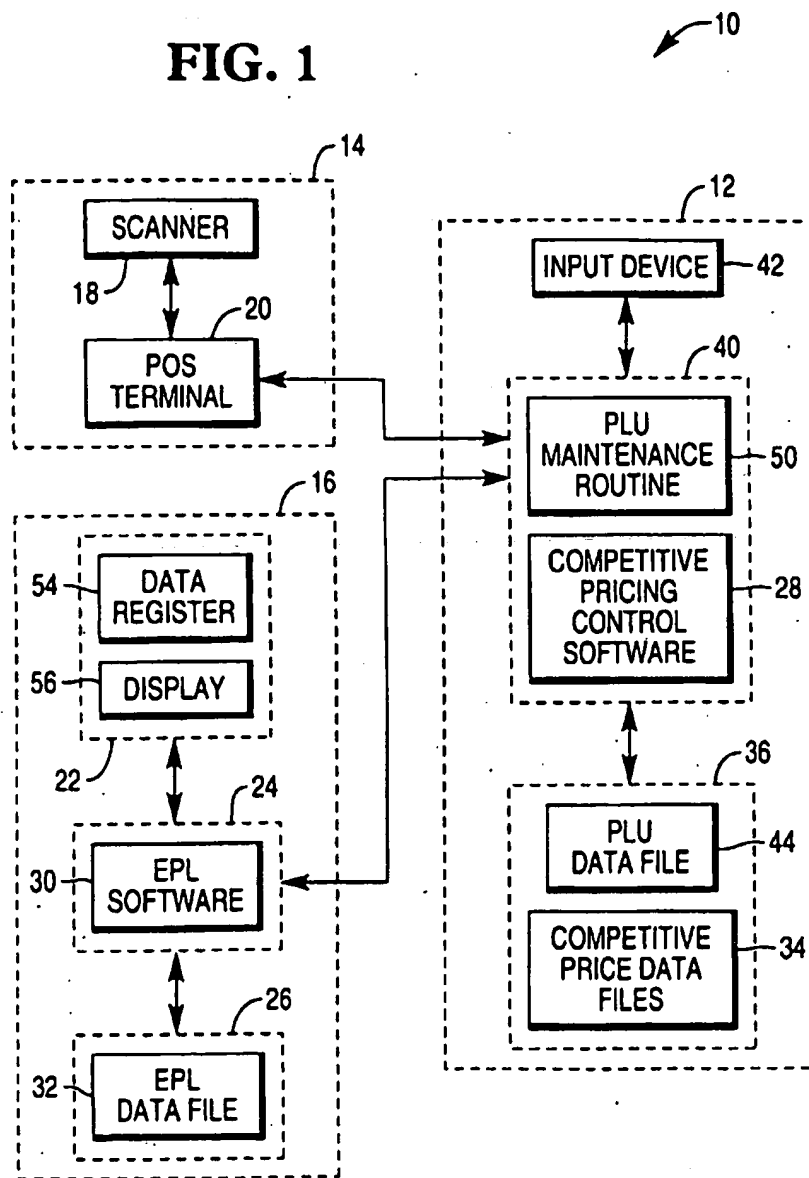 FIG. 1
10
14
SCANNER
18
20
POS
TERMINAL
12
INPUT DEVICE
42
40
PLU
MAINTENANCE
ROUTINE
50
COMPETITIVE
PRICING
CONTROL
SOFTWARE
28
16
54
DATA
REGISTER
56
DISPLAY
22
24
30
EPL
SOFTWARE
26
32
EPL
DATA FILE
36
PLU
DATA FILE
44
COMPETITIVE
PRICE DATA
FILES
34